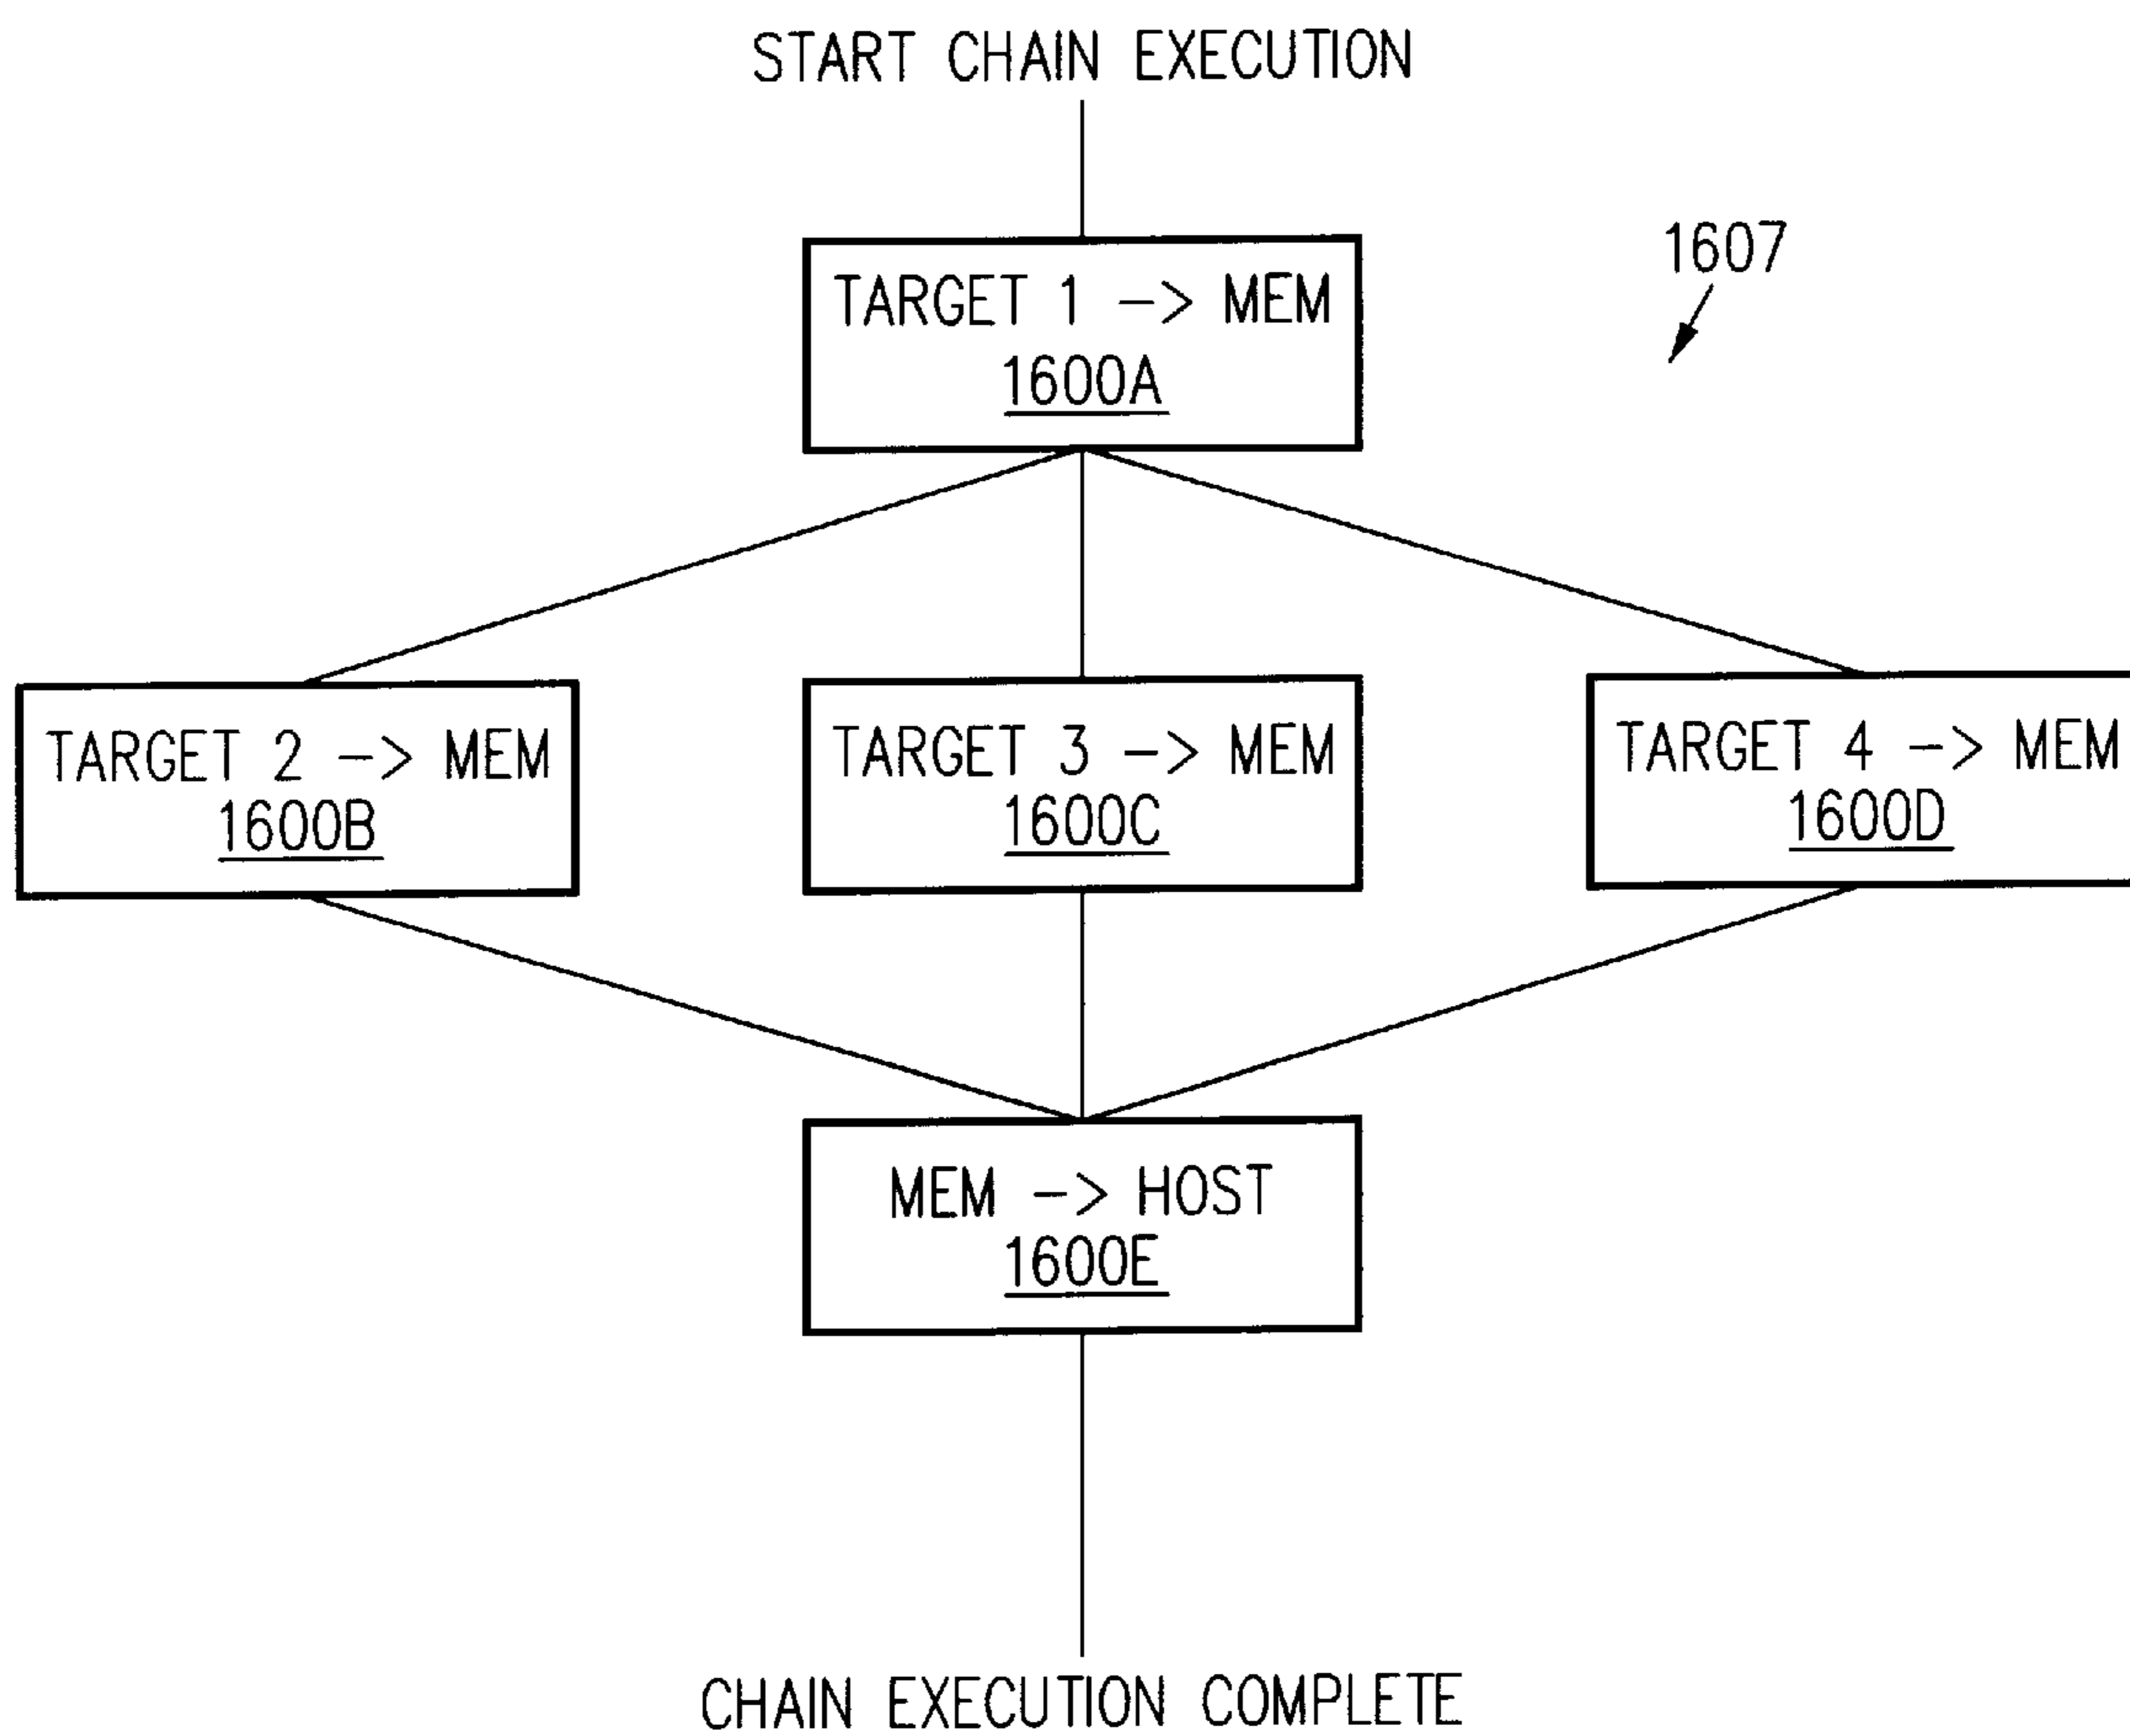 START CHAIN EXECUTION
1607
TARGET 1 -> MEM
1600A
TARGET 2 -> MEM
1600B
TARGET 3 -> MEM
1600C
TARGET 4 -> MEM
1600D
MEM -> HOST
1600E
CHAIN EXECUTION COMPLETE